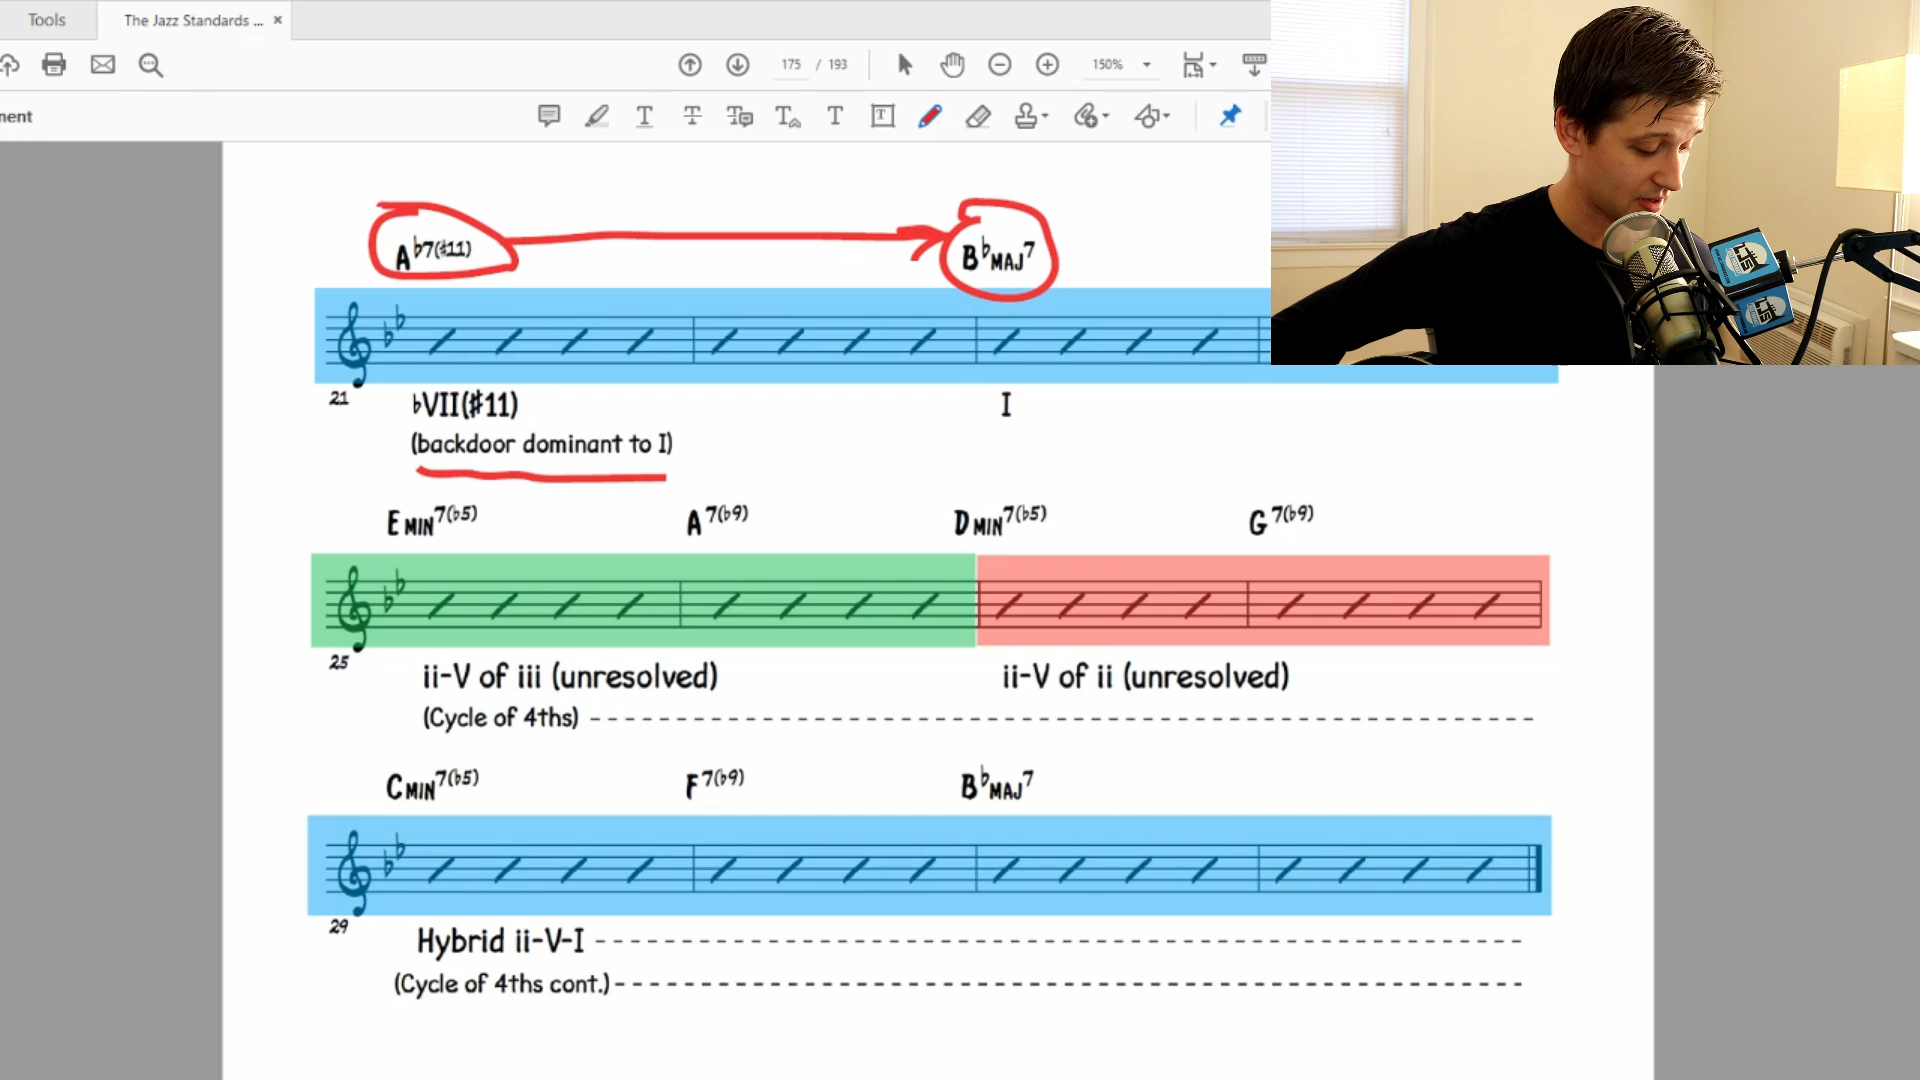 Tools
The Jazz Standards ... ×
175 / 193
150%
nent
A♭7(♯11) B♭MAJ7
21
♭VII(♯11) I
(backdoor dominant to I)
EMIN7(♭5) A7(♭9) DMIN7(♭5) G7(♭9)
25
ii-V of iii (unresolved) ii-V of ii (unresolved)
(Cycle of 4ths)
CMIN7(♭5) F7(♭9) B♭MAJ7
29
Hybrid ii-V-I
(Cycle of 4ths cont.)
LJS
LJS